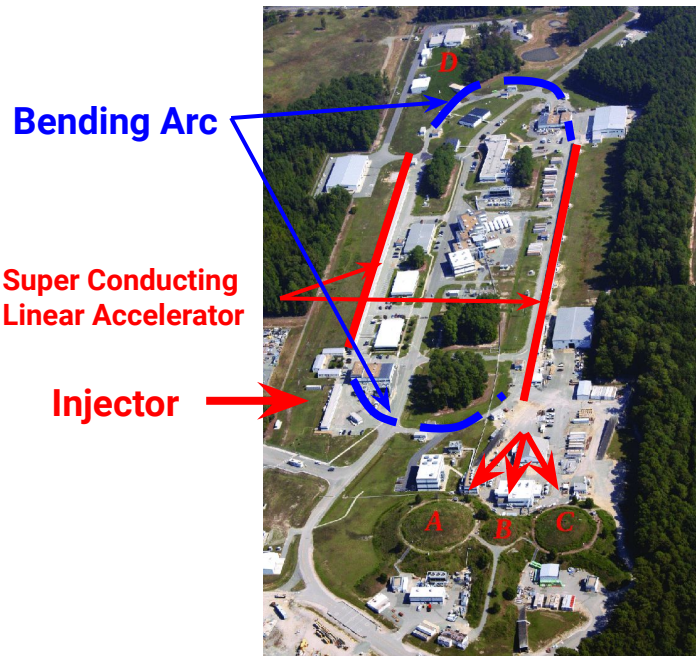 D
Bending Arc
Super Conducting
Linear Accelerator
Injector
A
B
C